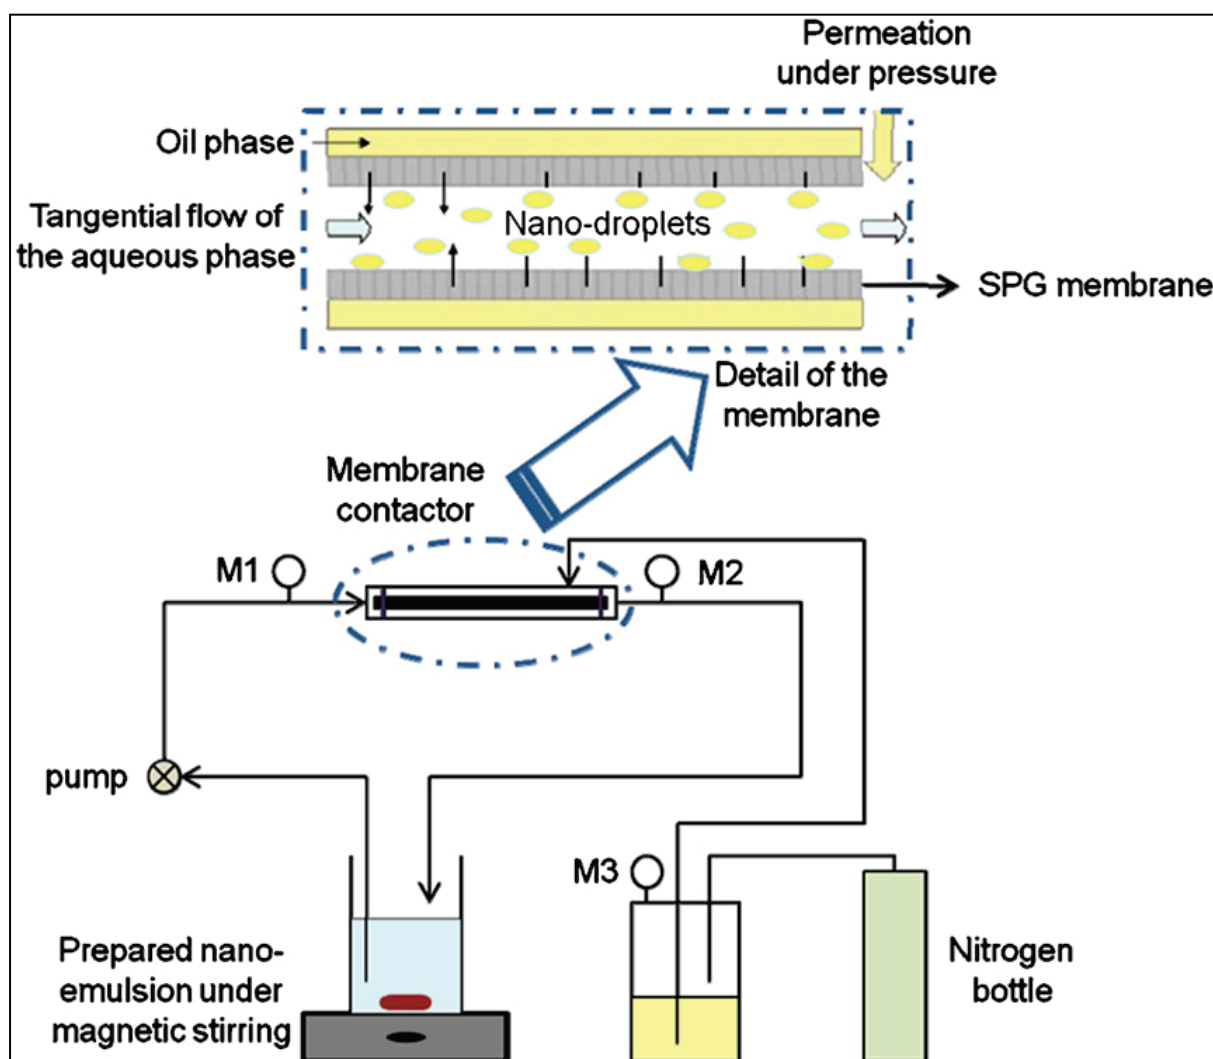 Permeation
under pressure
Oil phase
Tangential flow of
the aqueous phase
Nano-droplets
SPG membrane
Detail of the
membrane
Membrane
contactor
M1
M2
pump
M3
Prepared nano-
emulsion under
magnetic stirring
Nitrogen
bottle